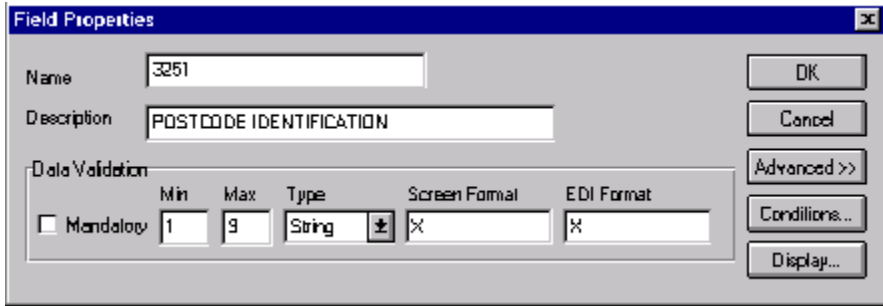 Field Properties
Name 3251 OK
Description POSTCODE IDENTIFICATION Cancel
Data Validation Advanced >>
Min Max Type Screen Format EDI Format
Mandatory 1 9 String X X Conditions...
Display...